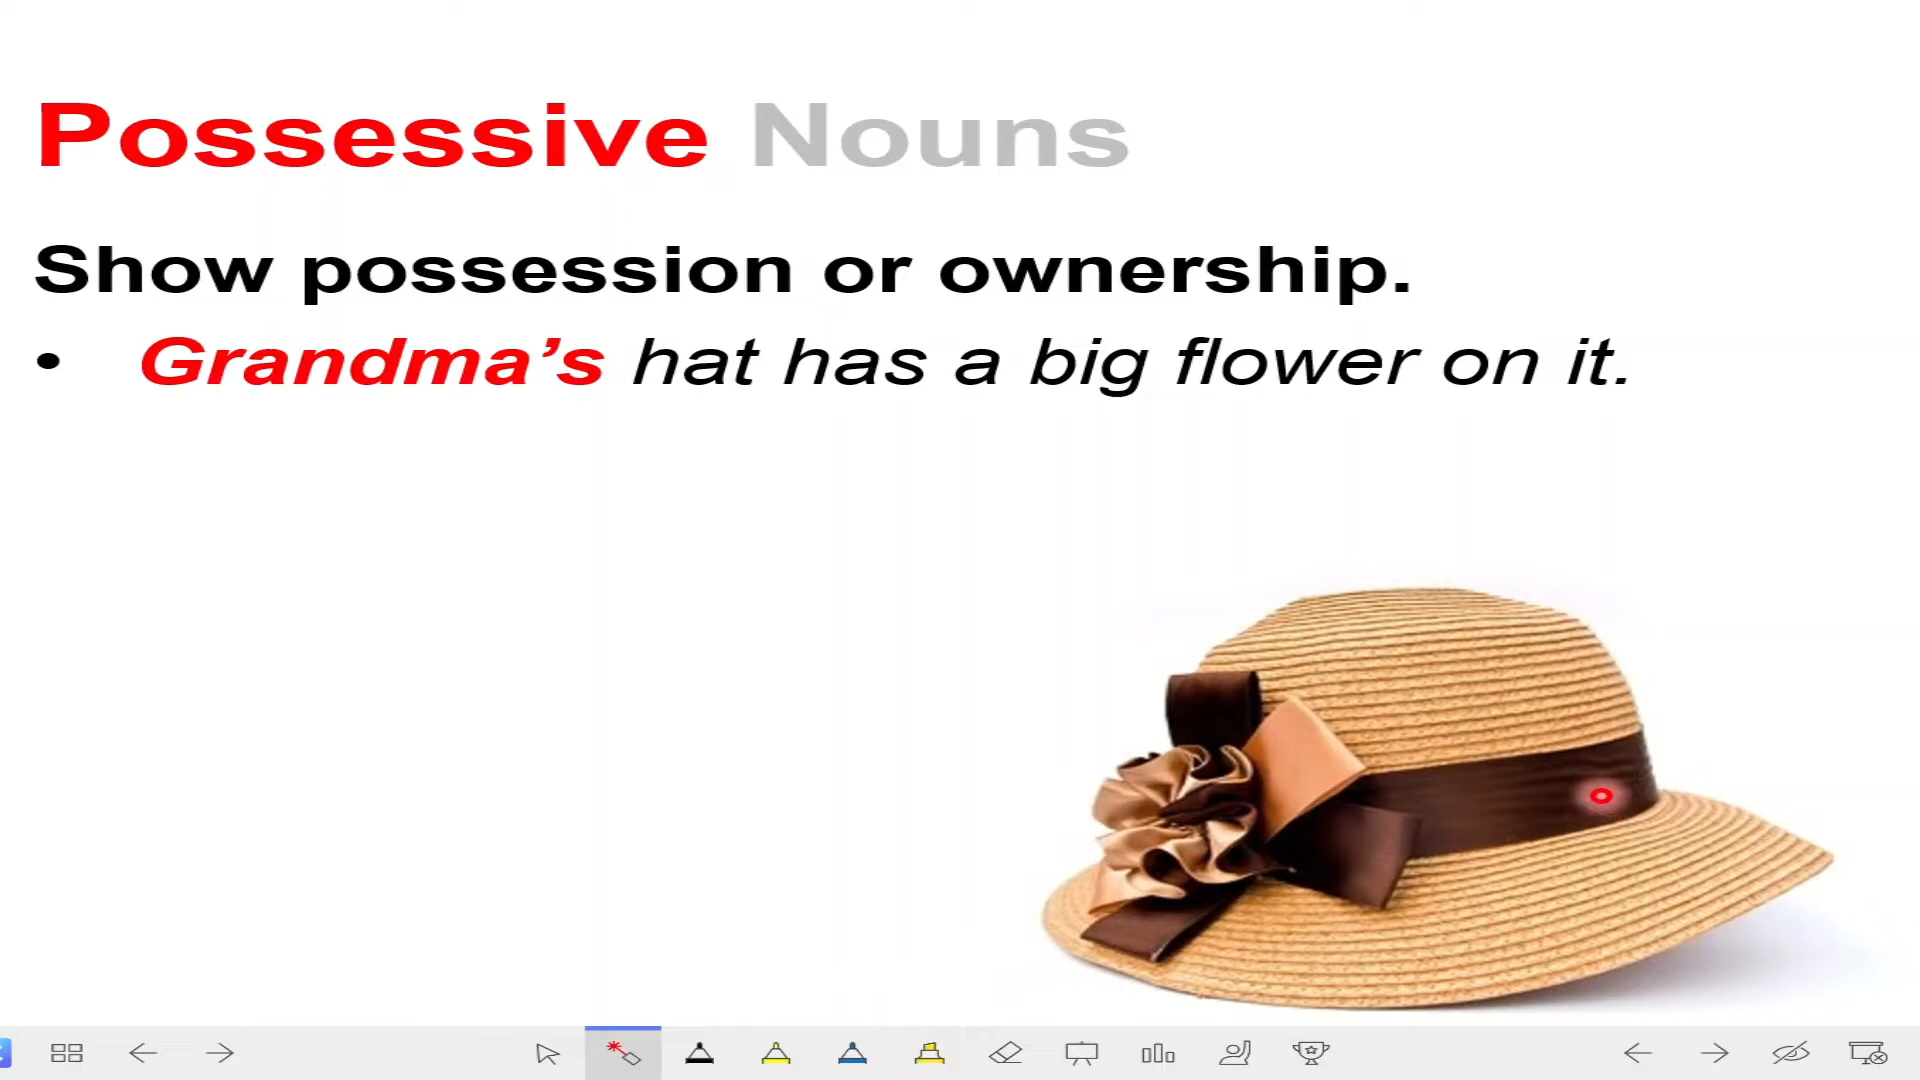 Possessive Nouns
Show possession or ownership.
• Grandma’s hat has a big flower on it.